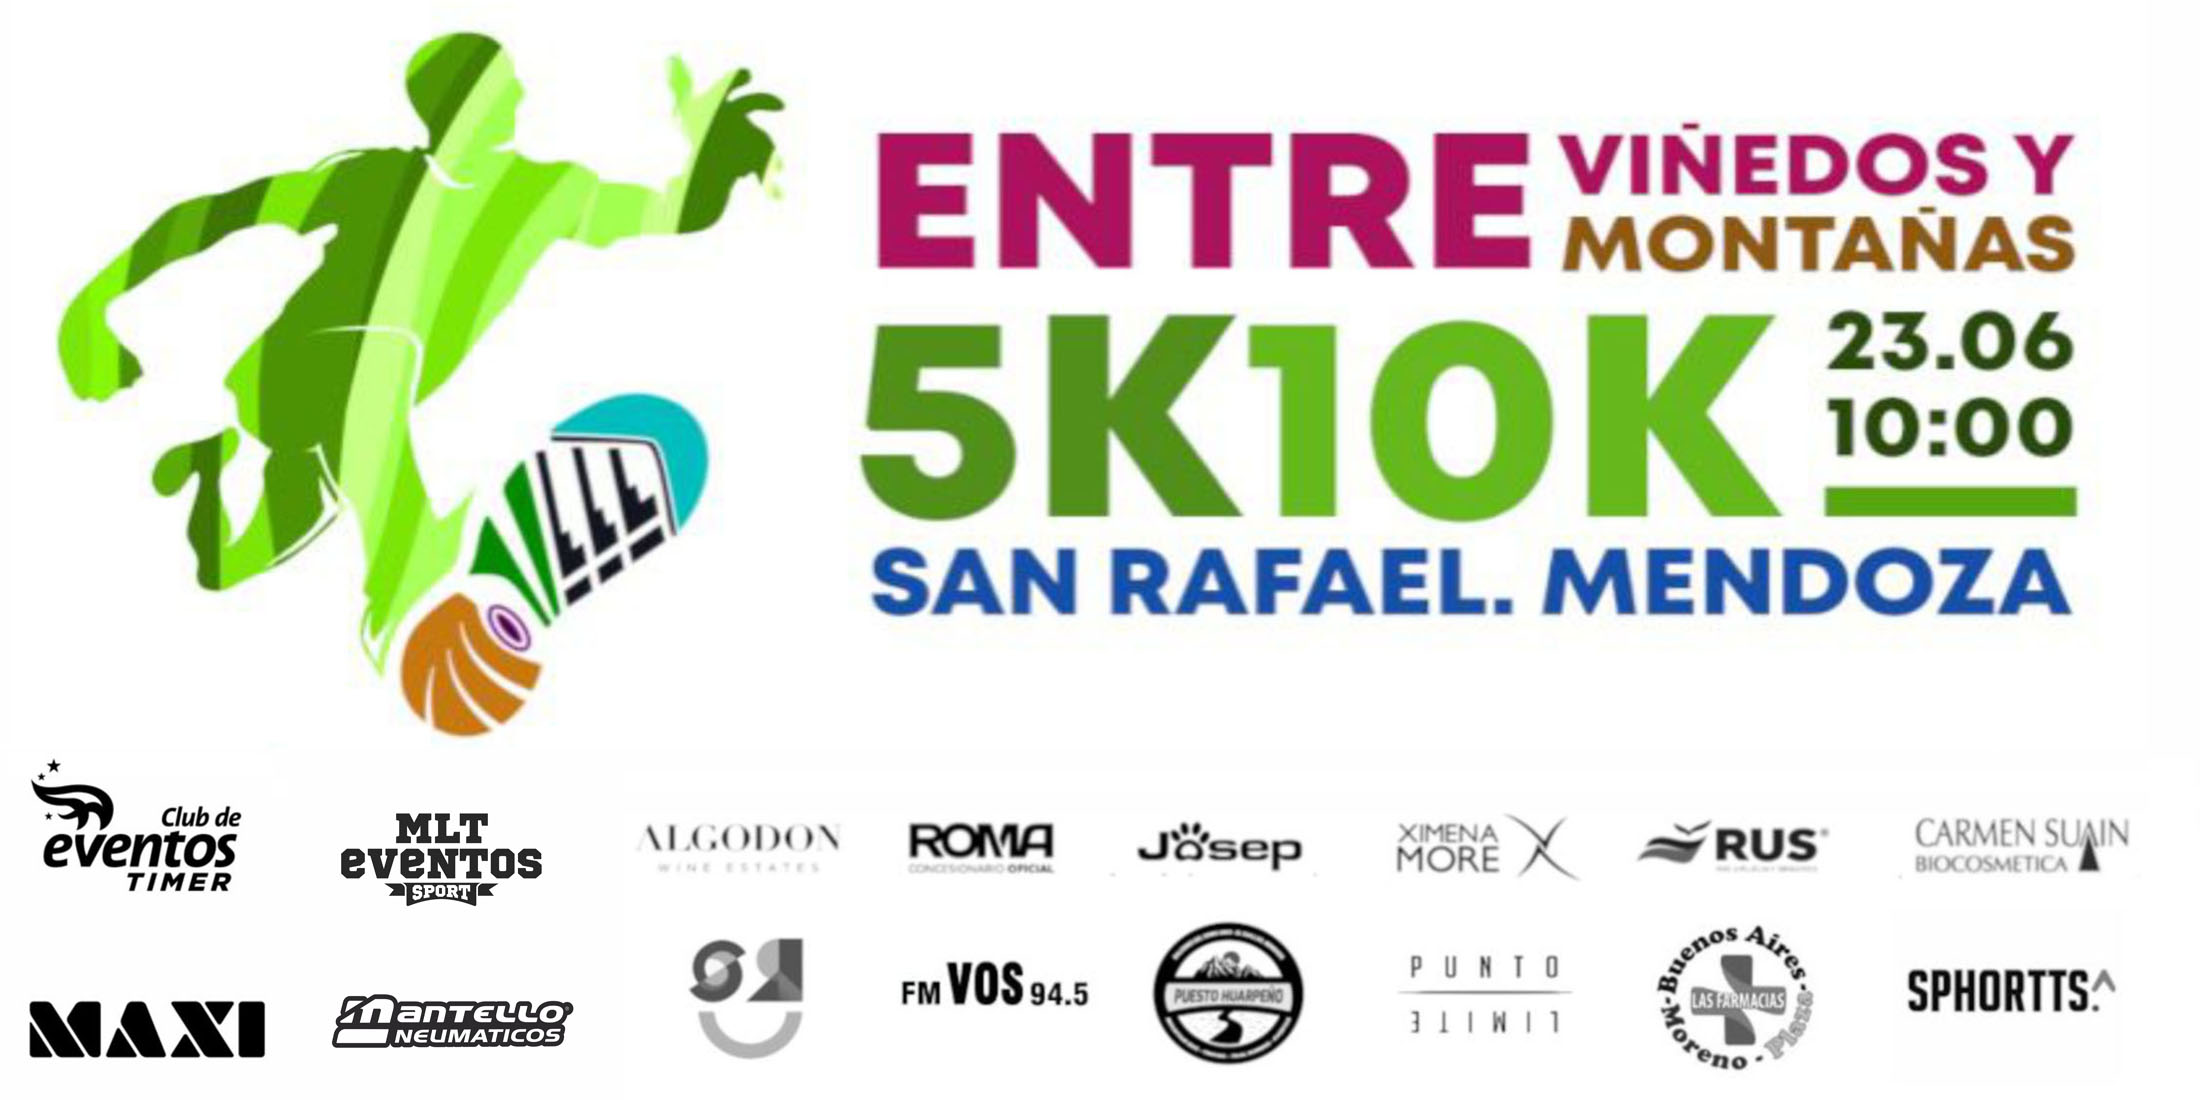 ENTRE VIÑEDOS Y
MONTAÑAS
5K10K 23.06
10:00
SAN RAFAEL. MENDOZA
Club de
eventos
TIMER
MLT
eventos
SPORT
ALGODON
WINE ESTATES
ROMA
CONCESIONARIO OFICIAL
Josep
XIMENA
MORE
RUS
CARMEN SUAIN
BIOCOSMETICA
MAXI
mantello
NEUMATICOS
FM VOS 94.5
PUESTO HUARPEÑO
PUNTO
LIMITE
Buenos Aires - Plaza - Moreno -
LAS FARMACIAS
SPHORTTS.^